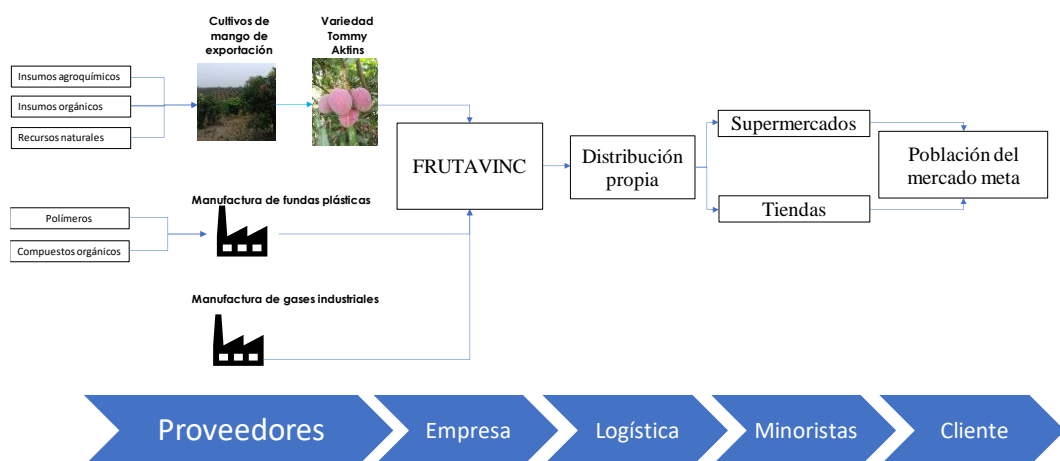 Cultivos de
mango de
exportación
Variedad
Tommy
Aktins
Insumos agroquímicos
Insumos orgánicos
Recursos naturales
FRUTAVINC
Distribución
propia
Supermercados
Tiendas
Población del
mercado meta
Manufactura de fundas plásticas
Polímeros
Compuestos orgánicos
Manufactura de gases industriales
Proveedores
Empresa
Logística
Minoristas
Cliente